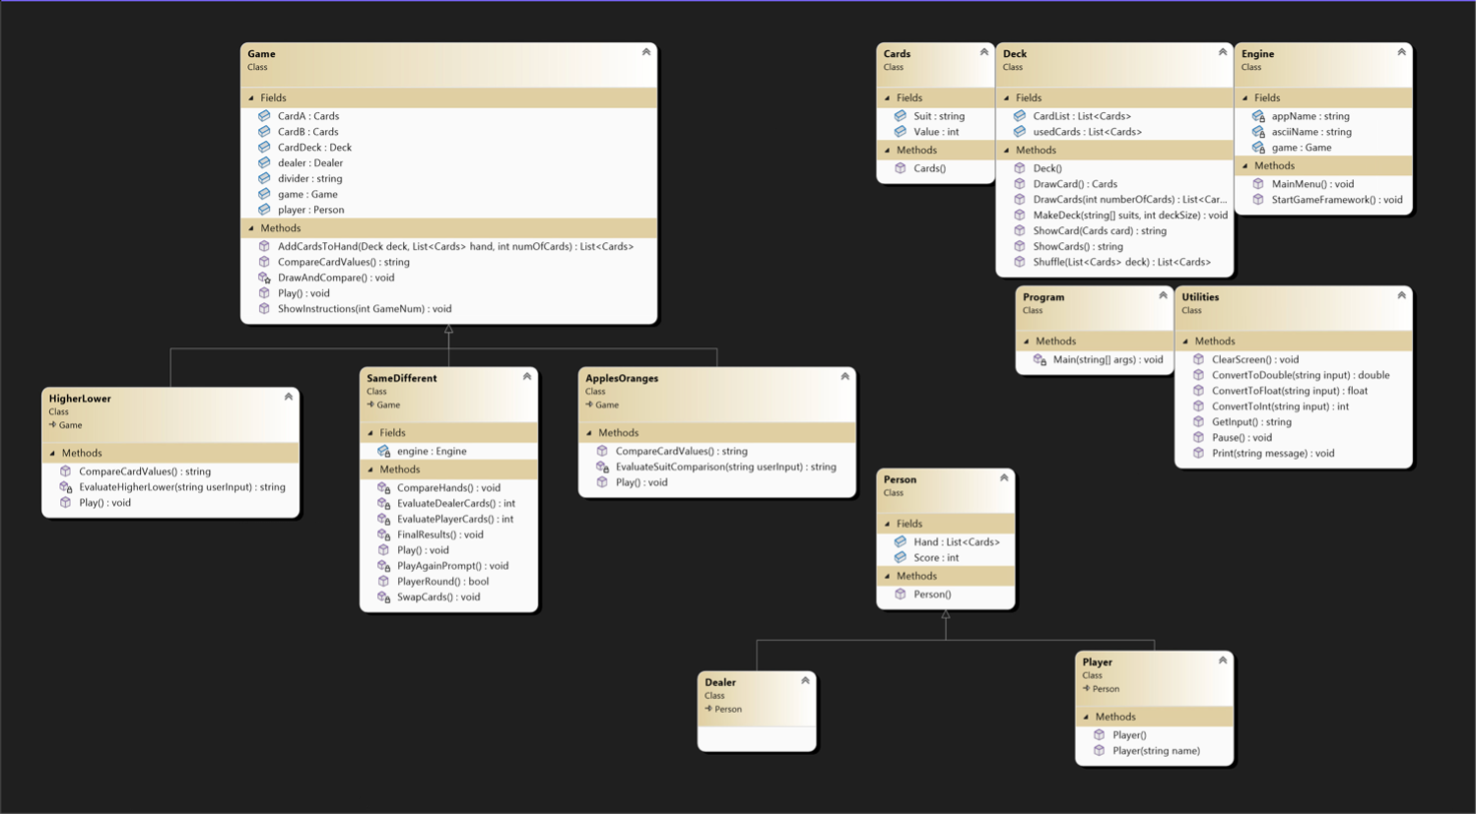 Game
Class
Fields
CardA : Cards
CardB : Cards
CardDeck : Deck
dealer : Dealer
divider : string
game : Game
player : Person
Methods
AddCardsToHand(Deck deck, List<Cards> hand, int numOfCards) : List<Cards>
CompareCardValues() : string
DrawAndCompare() : void
Play() : void
ShowInstructions(int GameNum) : void
Cards
Class
Fields
Suit : string
Value : int
Methods
Cards()
Deck
Class
Fields
CardList : List<Cards>
usedCards : List<Cards>
Methods
Deck()
DrawCard() : Cards
DrawCards(int numberOfCards) : List<Car...
MakeDeck(string[] suits, int deckSize) : void
ShowCard(Cards card) : string
ShowCards() : string
Shuffle(List<Cards> deck) : List<Cards>
Engine
Class
Fields
appName : string
asciiName : string
game : Game
Methods
MainMenu() : void
StartGameFramework() : void
Program
Class
Methods
Main(string[] args) : void
Utilities
Class
Methods
ClearScreen() : void
ConvertToDouble(string input) : double
ConvertToFloat(string input) : float
ConvertToInt(string input) : int
GetInput() : string
Pause() : void
Print(string message) : void
HigherLower
Class
Game
Methods
CompareCardValues() : string
EvaluateHigherLower(string userInput) : string
Play() : void
SameDifferent
Class
Game
Fields
engine : Engine
Methods
CompareHands() : void
EvaluateDealerCards() : int
EvaluatePlayerCards() : int
FinalResults() : void
Play() : void
PlayAgainPrompt() : void
PlayerRound() : bool
SwapCards() : void
ApplesOranges
Class
Game
Methods
CompareCardValues() : string
EvaluateSuitComparison(string userInput) : string
Play() : void
Person
Class
Fields
Hand : List<Cards>
Score : int
Methods
Person()
Dealer
Class
Person
Player
Class
Person
Methods
Player()
Player(string name)